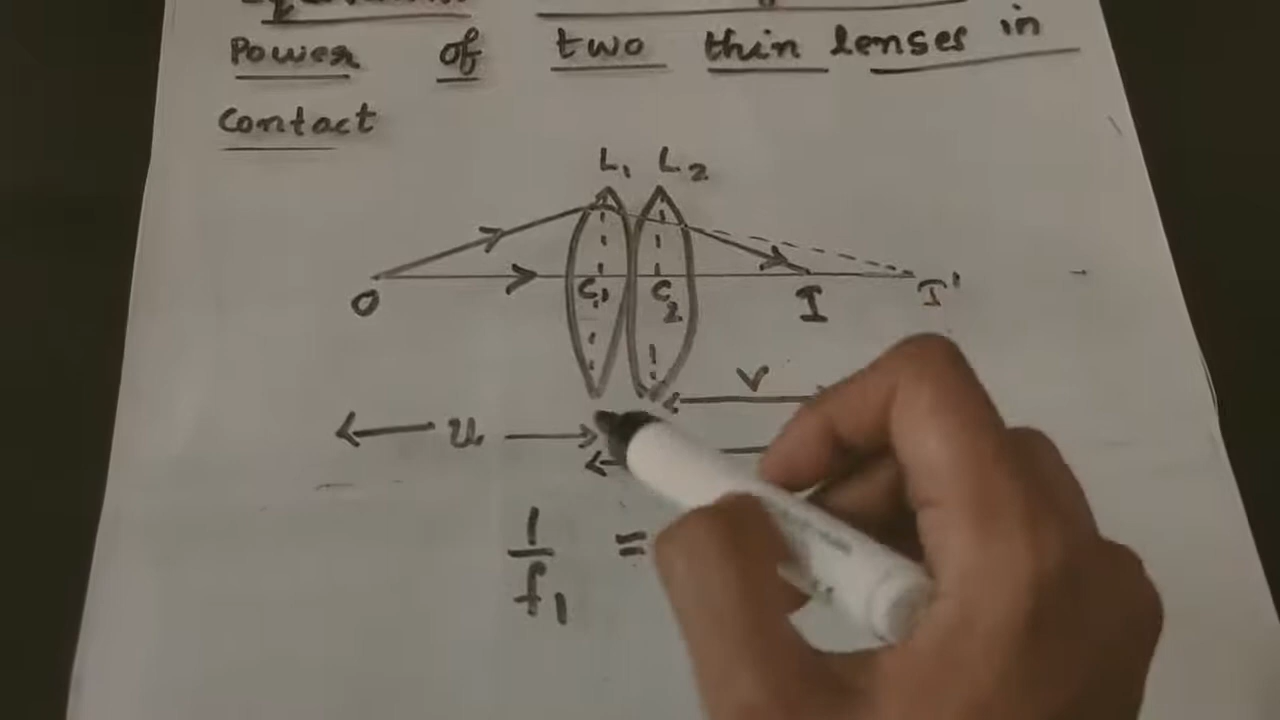 Power of two thin lenses in
contact
L₁ L₂
O C₁ C₂ I I'
v
u
1/f₁ =